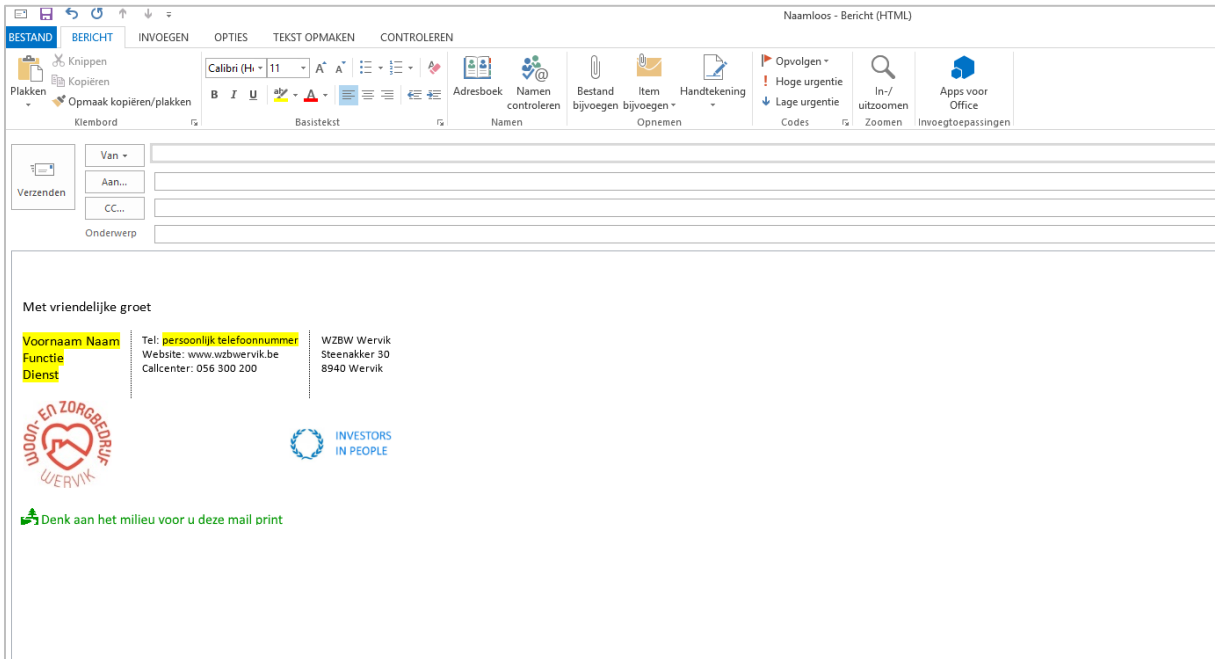 Naamloos - Bericht (HTML)
BESTAND BERICHT INVOEGEN OPTIES TEKST OPMAKEN CONTROLEREN
Plakken
Knippen
Kopiëren
Opmaak kopiëren/plakken
Klembord
Calibri (H 11
B I U
Basistekst
Adresboek
Namen controleren
Namen
Bestand bijvoegen
Item bijvoegen
Handtekening
Opnemen
Opvolgen
Hoge urgentie
Lage urgentie
Codes
In-/ uitzoomen
Zoomen
Apps voor Office
Invoegtoepassingen
Verzenden
Van
Aan...
CC...
Onderwerp
Met vriendelijke groet
Voornaam Naam
Functie
Dienst
Tel: persoonlijk telefoonnummer
Website: www.wzbwervik.be
Callcenter: 056 300 200
WZBW Wervik
Steenakker 30
8940 Wervik
WOON- EN ZORGBEDRIJF
WERVIK
INVESTORS
IN PEOPLE
Denk aan het milieu voor u deze mail print